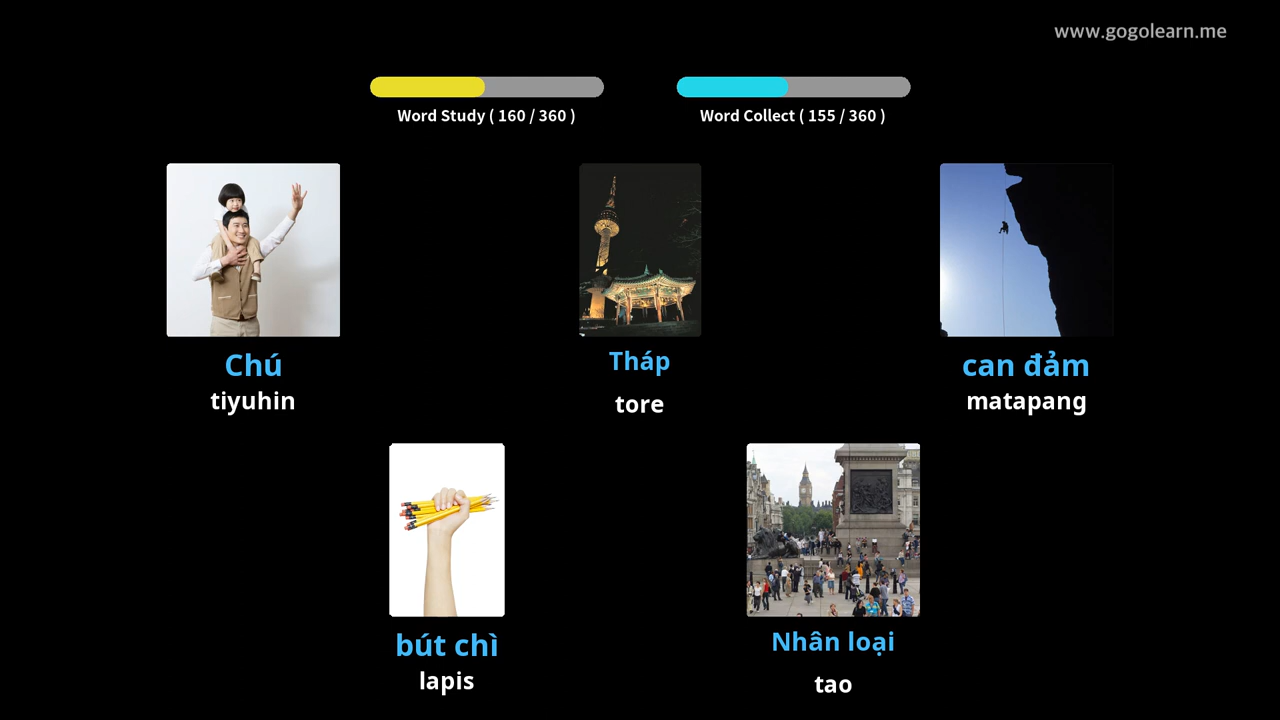 www.gogolearn.me
Word Study ( 160 / 360 )
Word Collect ( 155 / 360 )
Chú
tiyuhin
Tháp
tore
can đảm
matapang
bút chì
lapis
Nhân loại
tao